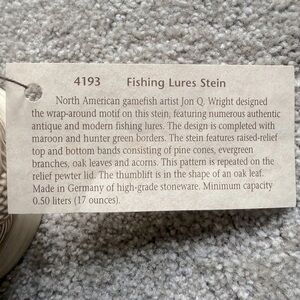 4193 Fishing Lures Stein
North American gamefish artist Jon Q. Wright designed
the wrap-around motif on this stein, featuring numerous authentic
antique and modern fishing lures. The design is completed with
maroon and hunter green borders. The stein features raised-relief
top and bottom bands consisting of pine cones, evergreen
branches, oak leaves and acorns. This pattern is repeated on the
relief pewter lid. The thumblift is in the shape of an oak leaf.
Made in Germany of high-grade stoneware. Minimum capacity
0.50 liters (17 ounces).